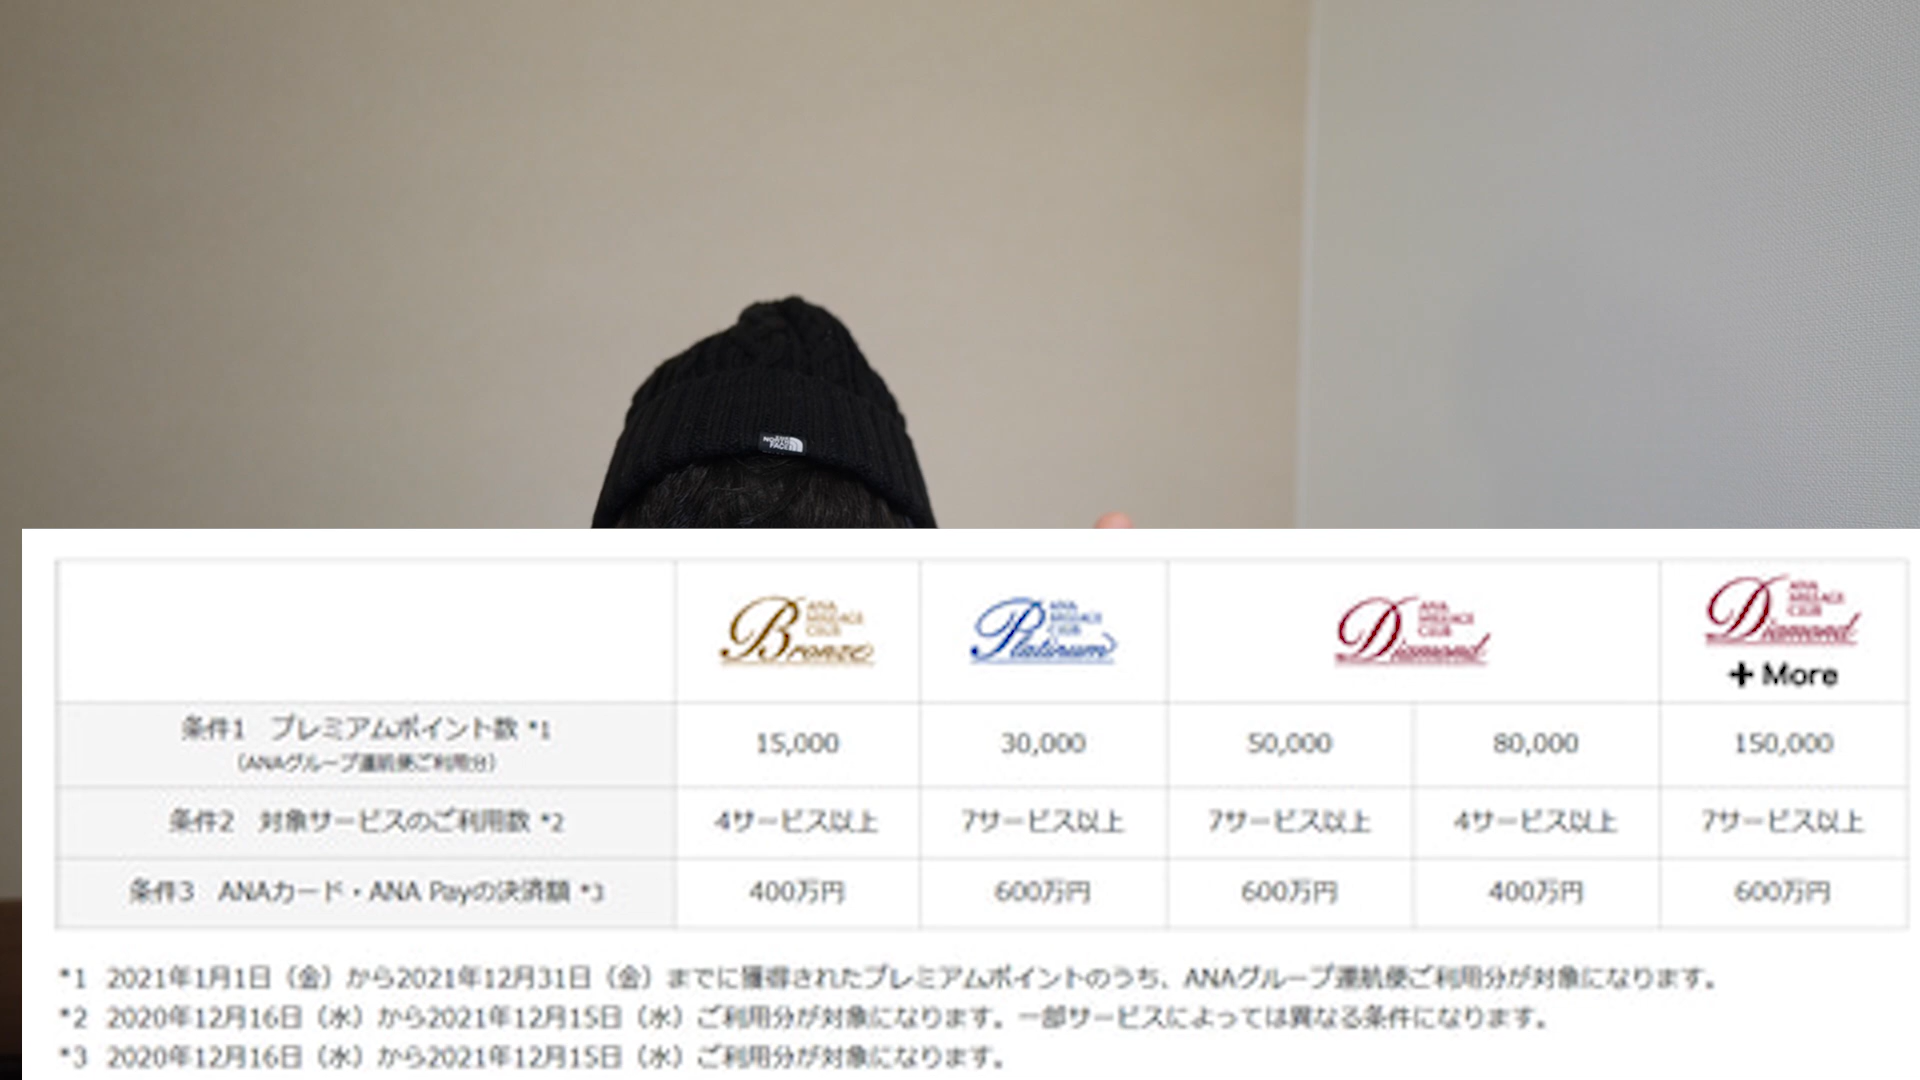 THE NORTH FACE
ANA MILEAGE CLUB Bronze
ANA MILEAGE CLUB Platinum
ANA MILEAGE CLUB Diamond
ANA MILEAGE CLUB Diamond
+ More
条件1 プレミアムポイント数 *1
（ANAグループ運航便ご利用分）
15,000
30,000
50,000
80,000
150,000
条件2 対象サービスのご利用数 *2
4サービス以上
7サービス以上
7サービス以上
4サービス以上
7サービス以上
条件3 ANAカード・ANA Payの決済額 *3
400万円
600万円
600万円
400万円
600万円
*1 2021年1月1日（金）から2021年12月31日（金）までに獲得されたプレミアムポイントのうち、ANAグループ運航便ご利用分が対象になります。
*2 2020年12月16日（水）から2021年12月15日（水）ご利用分が対象になります。一部サービスによっては異なる条件になります。
*3 2020年12月16日（水）から2021年12月15日（水）ご利用分が対象になります。